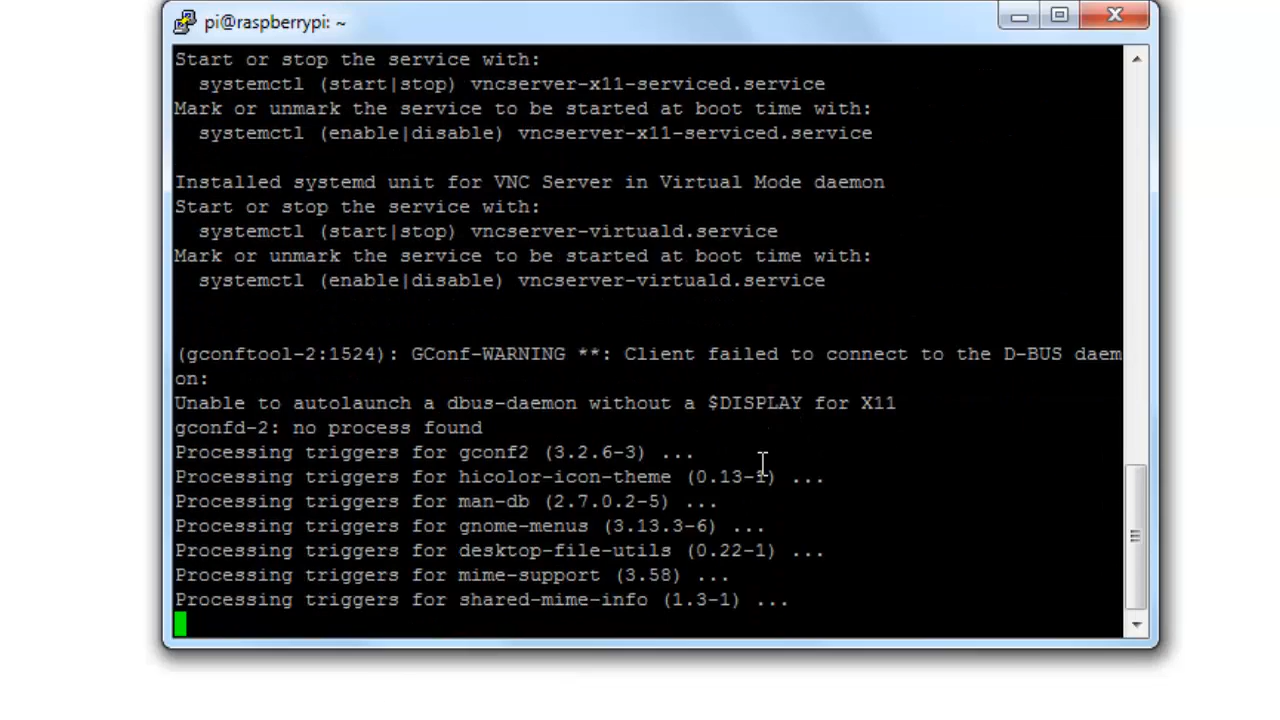 pi@raspberrypi: ~
Start or stop the service with:
systemctl (start|stop) vncserver-x11-serviced.service
Mark or unmark the service to be started at boot time with:
systemctl (enable|disable) vncserver-x11-serviced.service
Installed systemd unit for VNC Server in Virtual Mode daemon
Start or stop the service with:
systemctl (start|stop) vncserver-virtuald.service
Mark or unmark the service to be started at boot time with:
systemctl (enable|disable) vncserver-virtuald.service
(gconftool-2:1524): GConf-WARNING **: Client failed to connect to the D-BUS daem
on:
Unable to autolaunch a dbus-daemon without a $DISPLAY for X11
gconfd-2: no process found
Processing triggers for gconf2 (3.2.6-3) ...
Processing triggers for hicolor-icon-theme (0.13-1) ...
Processing triggers for man-db (2.7.0.2-5) ...
Processing triggers for gnome-menus (3.13.3-6) ...
Processing triggers for desktop-file-utils (0.22-1) ...
Processing triggers for mime-support (3.58) ...
Processing triggers for shared-mime-info (1.3-1) ...